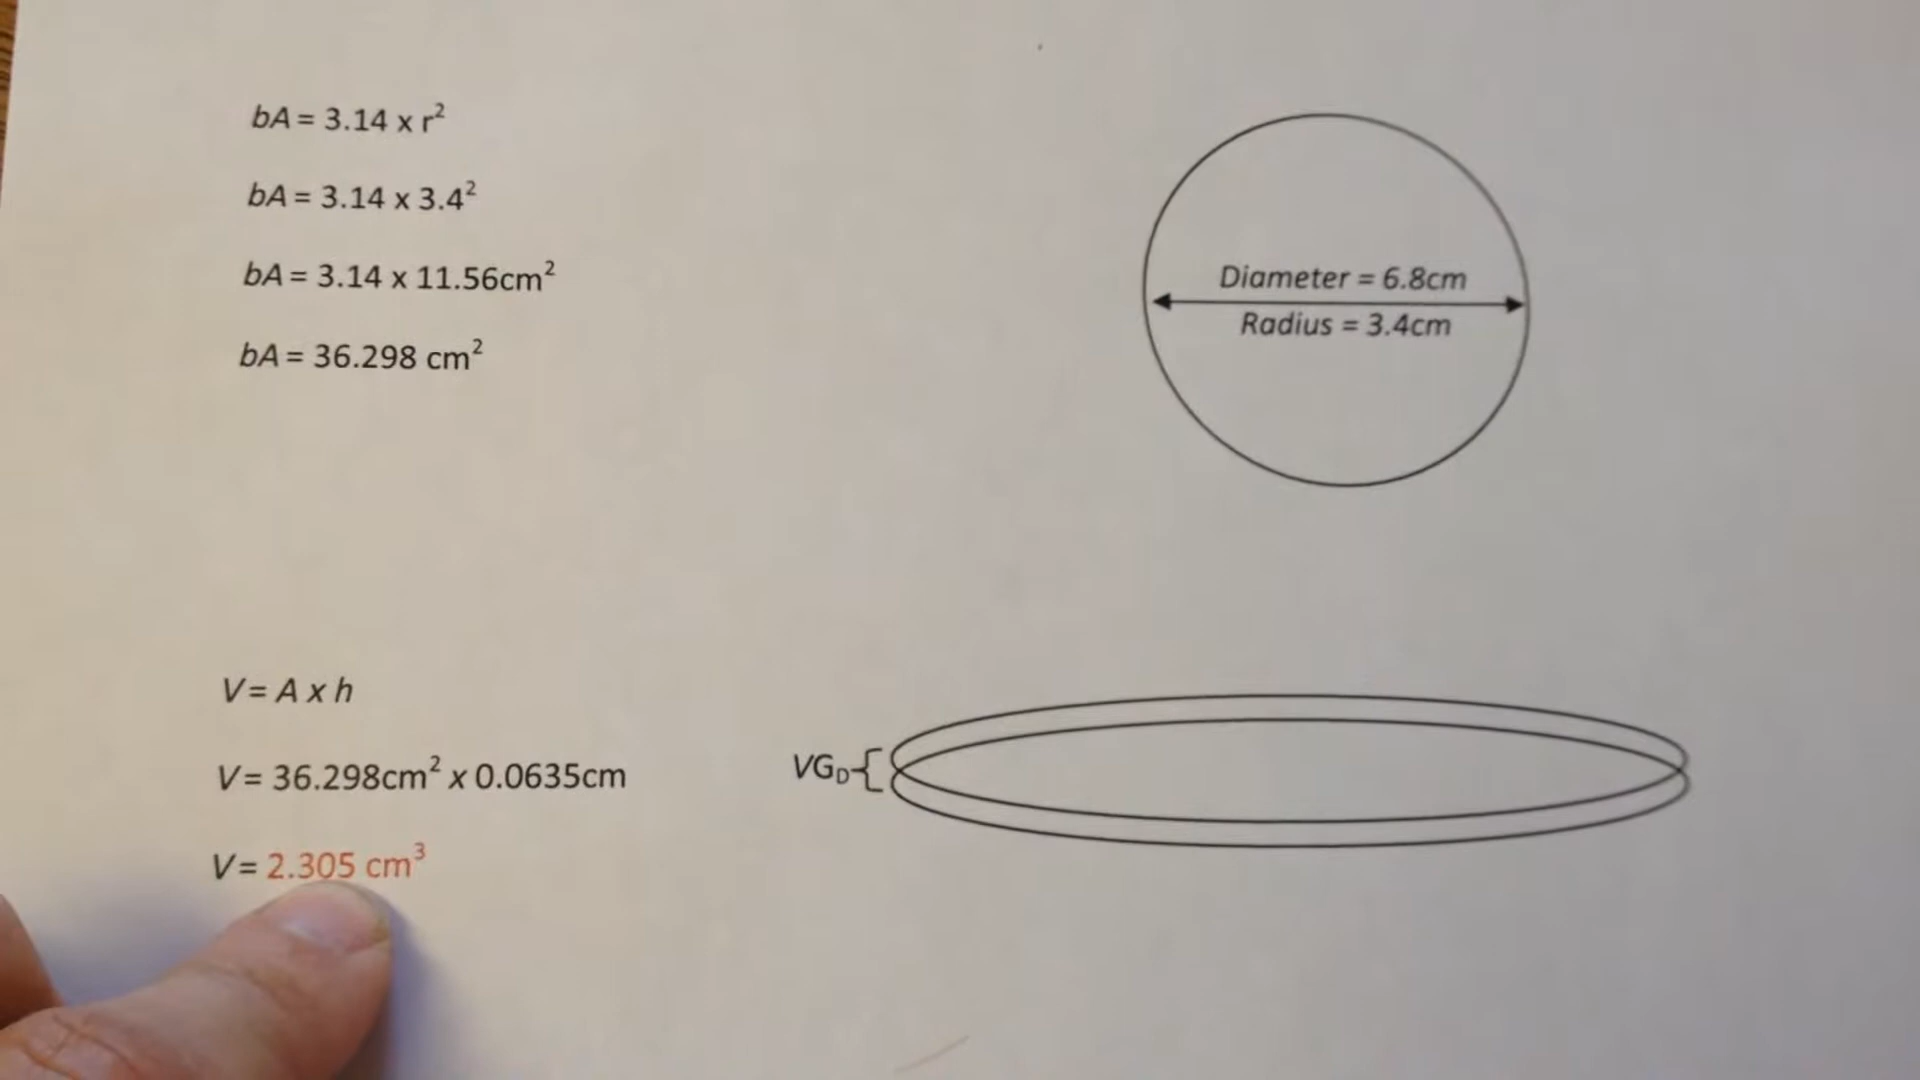 bA = 3.14 x r²
bA = 3.14 x 3.4²
bA = 3.14 x 11.56cm²
bA = 36.298 cm²
Diameter = 6.8cm
Radius = 3.4cm
V = A x h
V = 36.298cm² x 0.0635cm
V = 2.305 cm³
VG_D